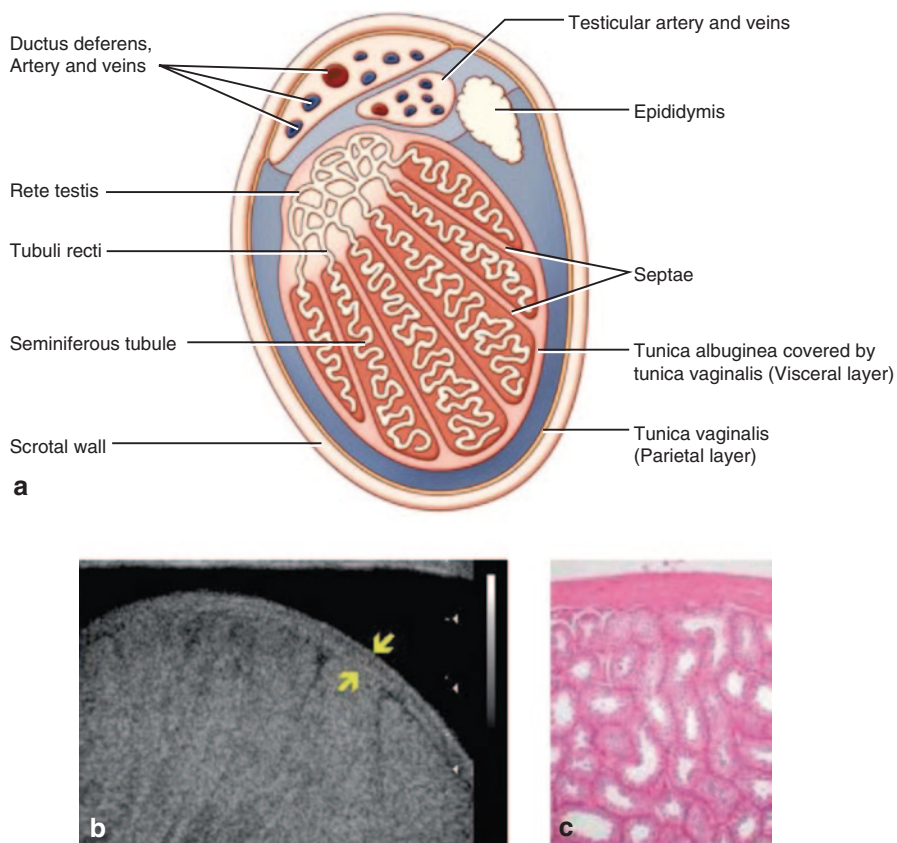 Ductus deferens,
Artery and veins
Testicular artery and veins
Epididymis
Rete testis
Tubuli recti
Septae
Seminiferous tubule
Tunica albuginea covered by
tunica vaginalis (Visceral layer)
Scrotal wall
Tunica vaginalis
(Parietal layer)
a
b
c